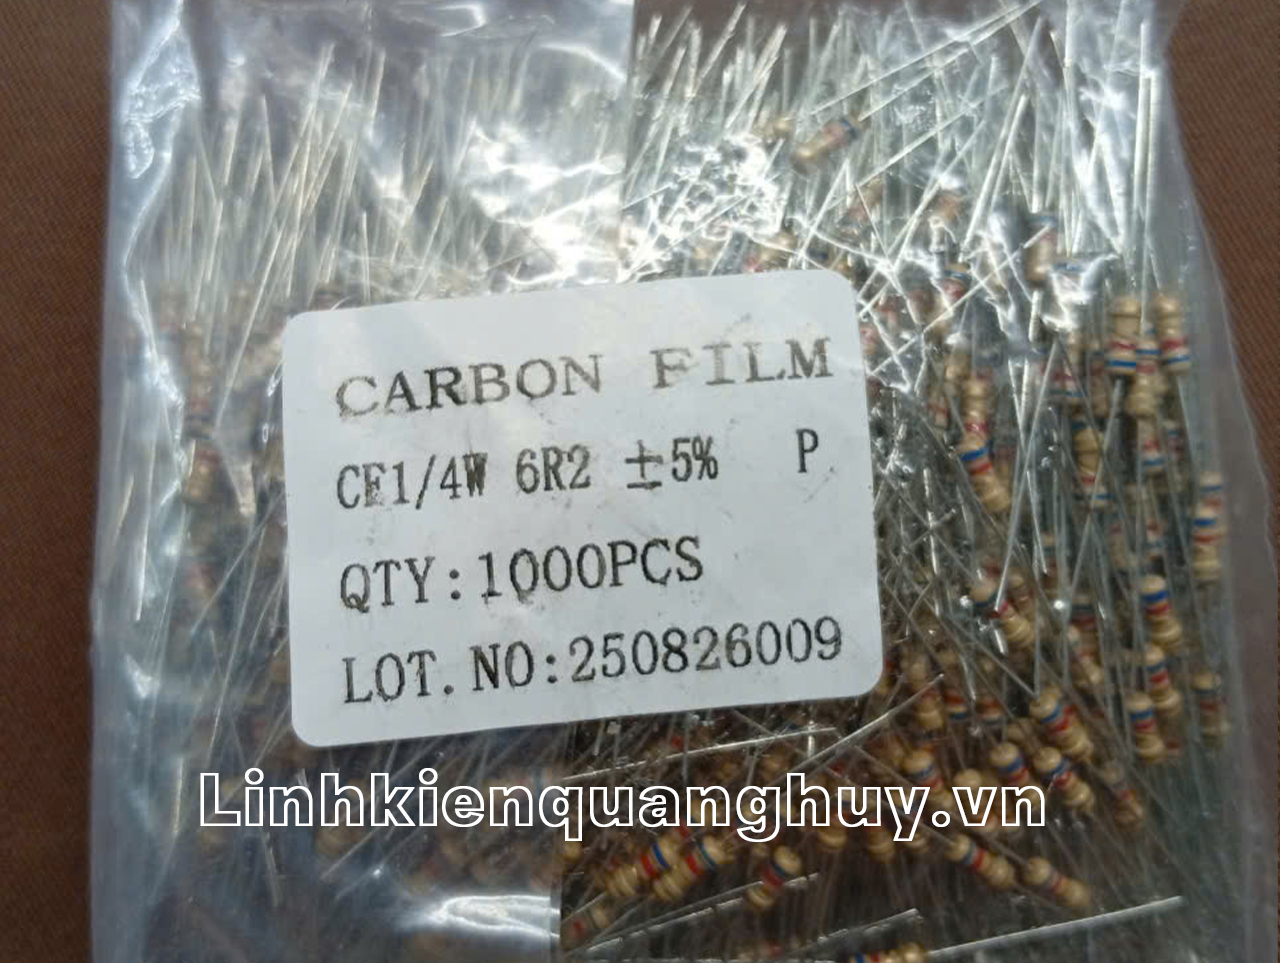 CARBON FILM
CF1/4W 6R2 ±5% P
QTY:1000PCS
LOT. NO:250826009
Linhkienquanghuy.vn